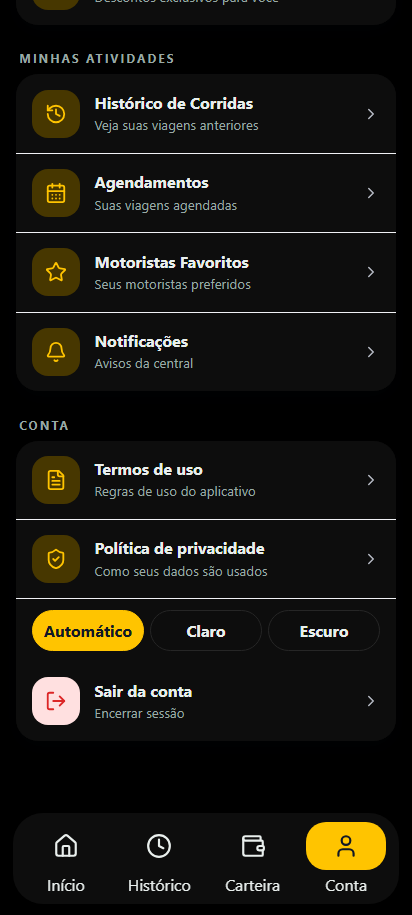 Descontos exclusivos para você
MINHAS ATIVIDADES
Histórico de Corridas
Veja suas viagens anteriores
Agendamentos
Suas viagens agendadas
Motoristas Favoritos
Seus motoristas preferidos
Notificações
Avisos da central
CONTA
Termos de uso
Regras de uso do aplicativo
Política de privacidade
Como seus dados são usados
Automático Claro Escuro
Sair da conta
Encerrar sessão
Início Histórico Carteira Conta